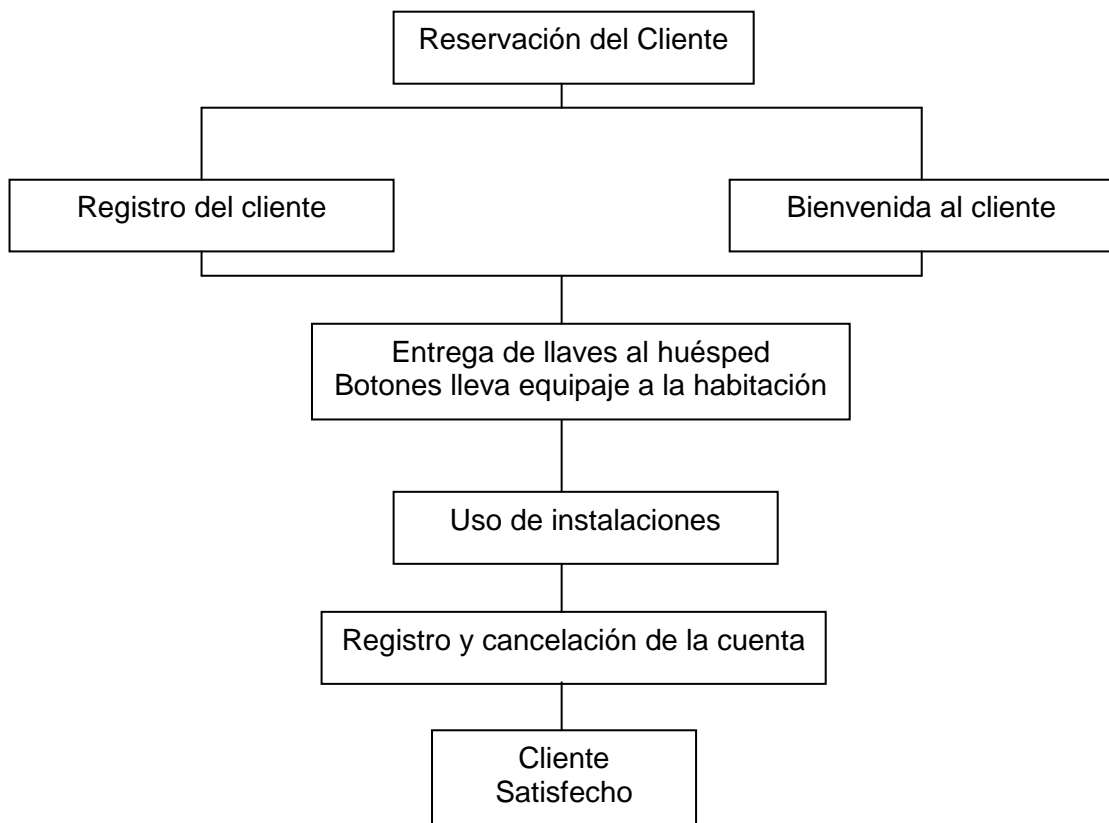 Reservación del Cliente
Registro del cliente
Bienvenida al cliente
Entrega de llaves al huésped
Botones lleva equipaje a la habitación
Uso de instalaciones
Registro y cancelación de la cuenta
Cliente
Satisfecho